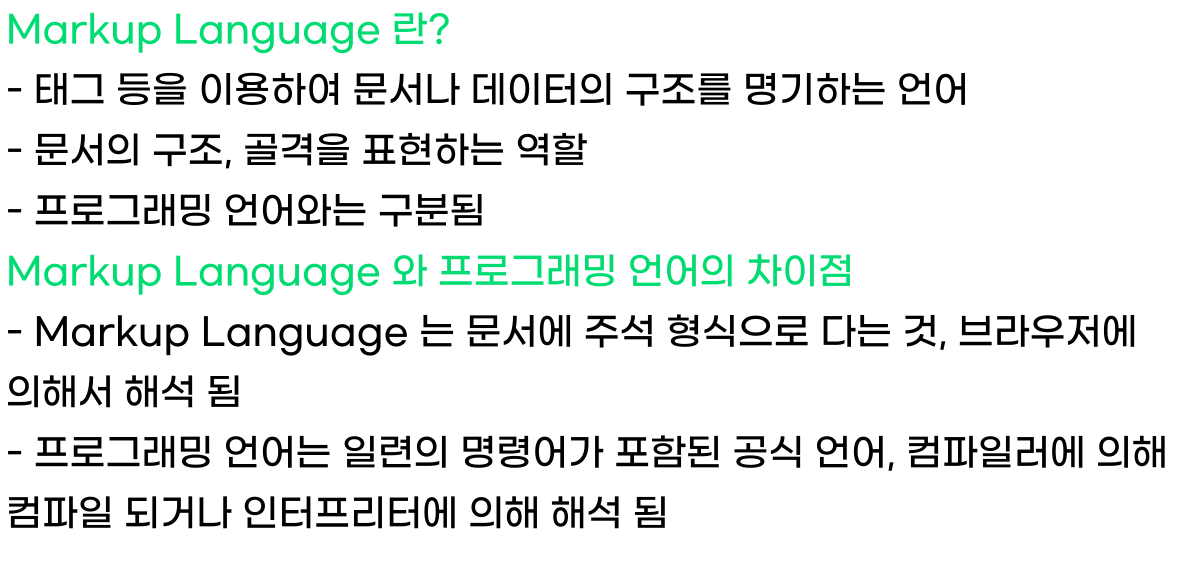 Markup Language 란?
- 태그 등을 이용하여 문서나 데이터의 구조를 명기하는 언어
- 문서의 구조, 골격을 표현하는 역할
- 프로그래밍 언어와는 구분됨
Markup Language 와 프로그래밍 언어의 차이점
- Markup Language 는 문서에 주석 형식으로 다는 것, 브라우저에
의해서 해석 됨
- 프로그래밍 언어는 일련의 명령어가 포함된 공식 언어, 컴파일러에 의해
컴파일 되거나 인터프리터에 의해 해석 됨